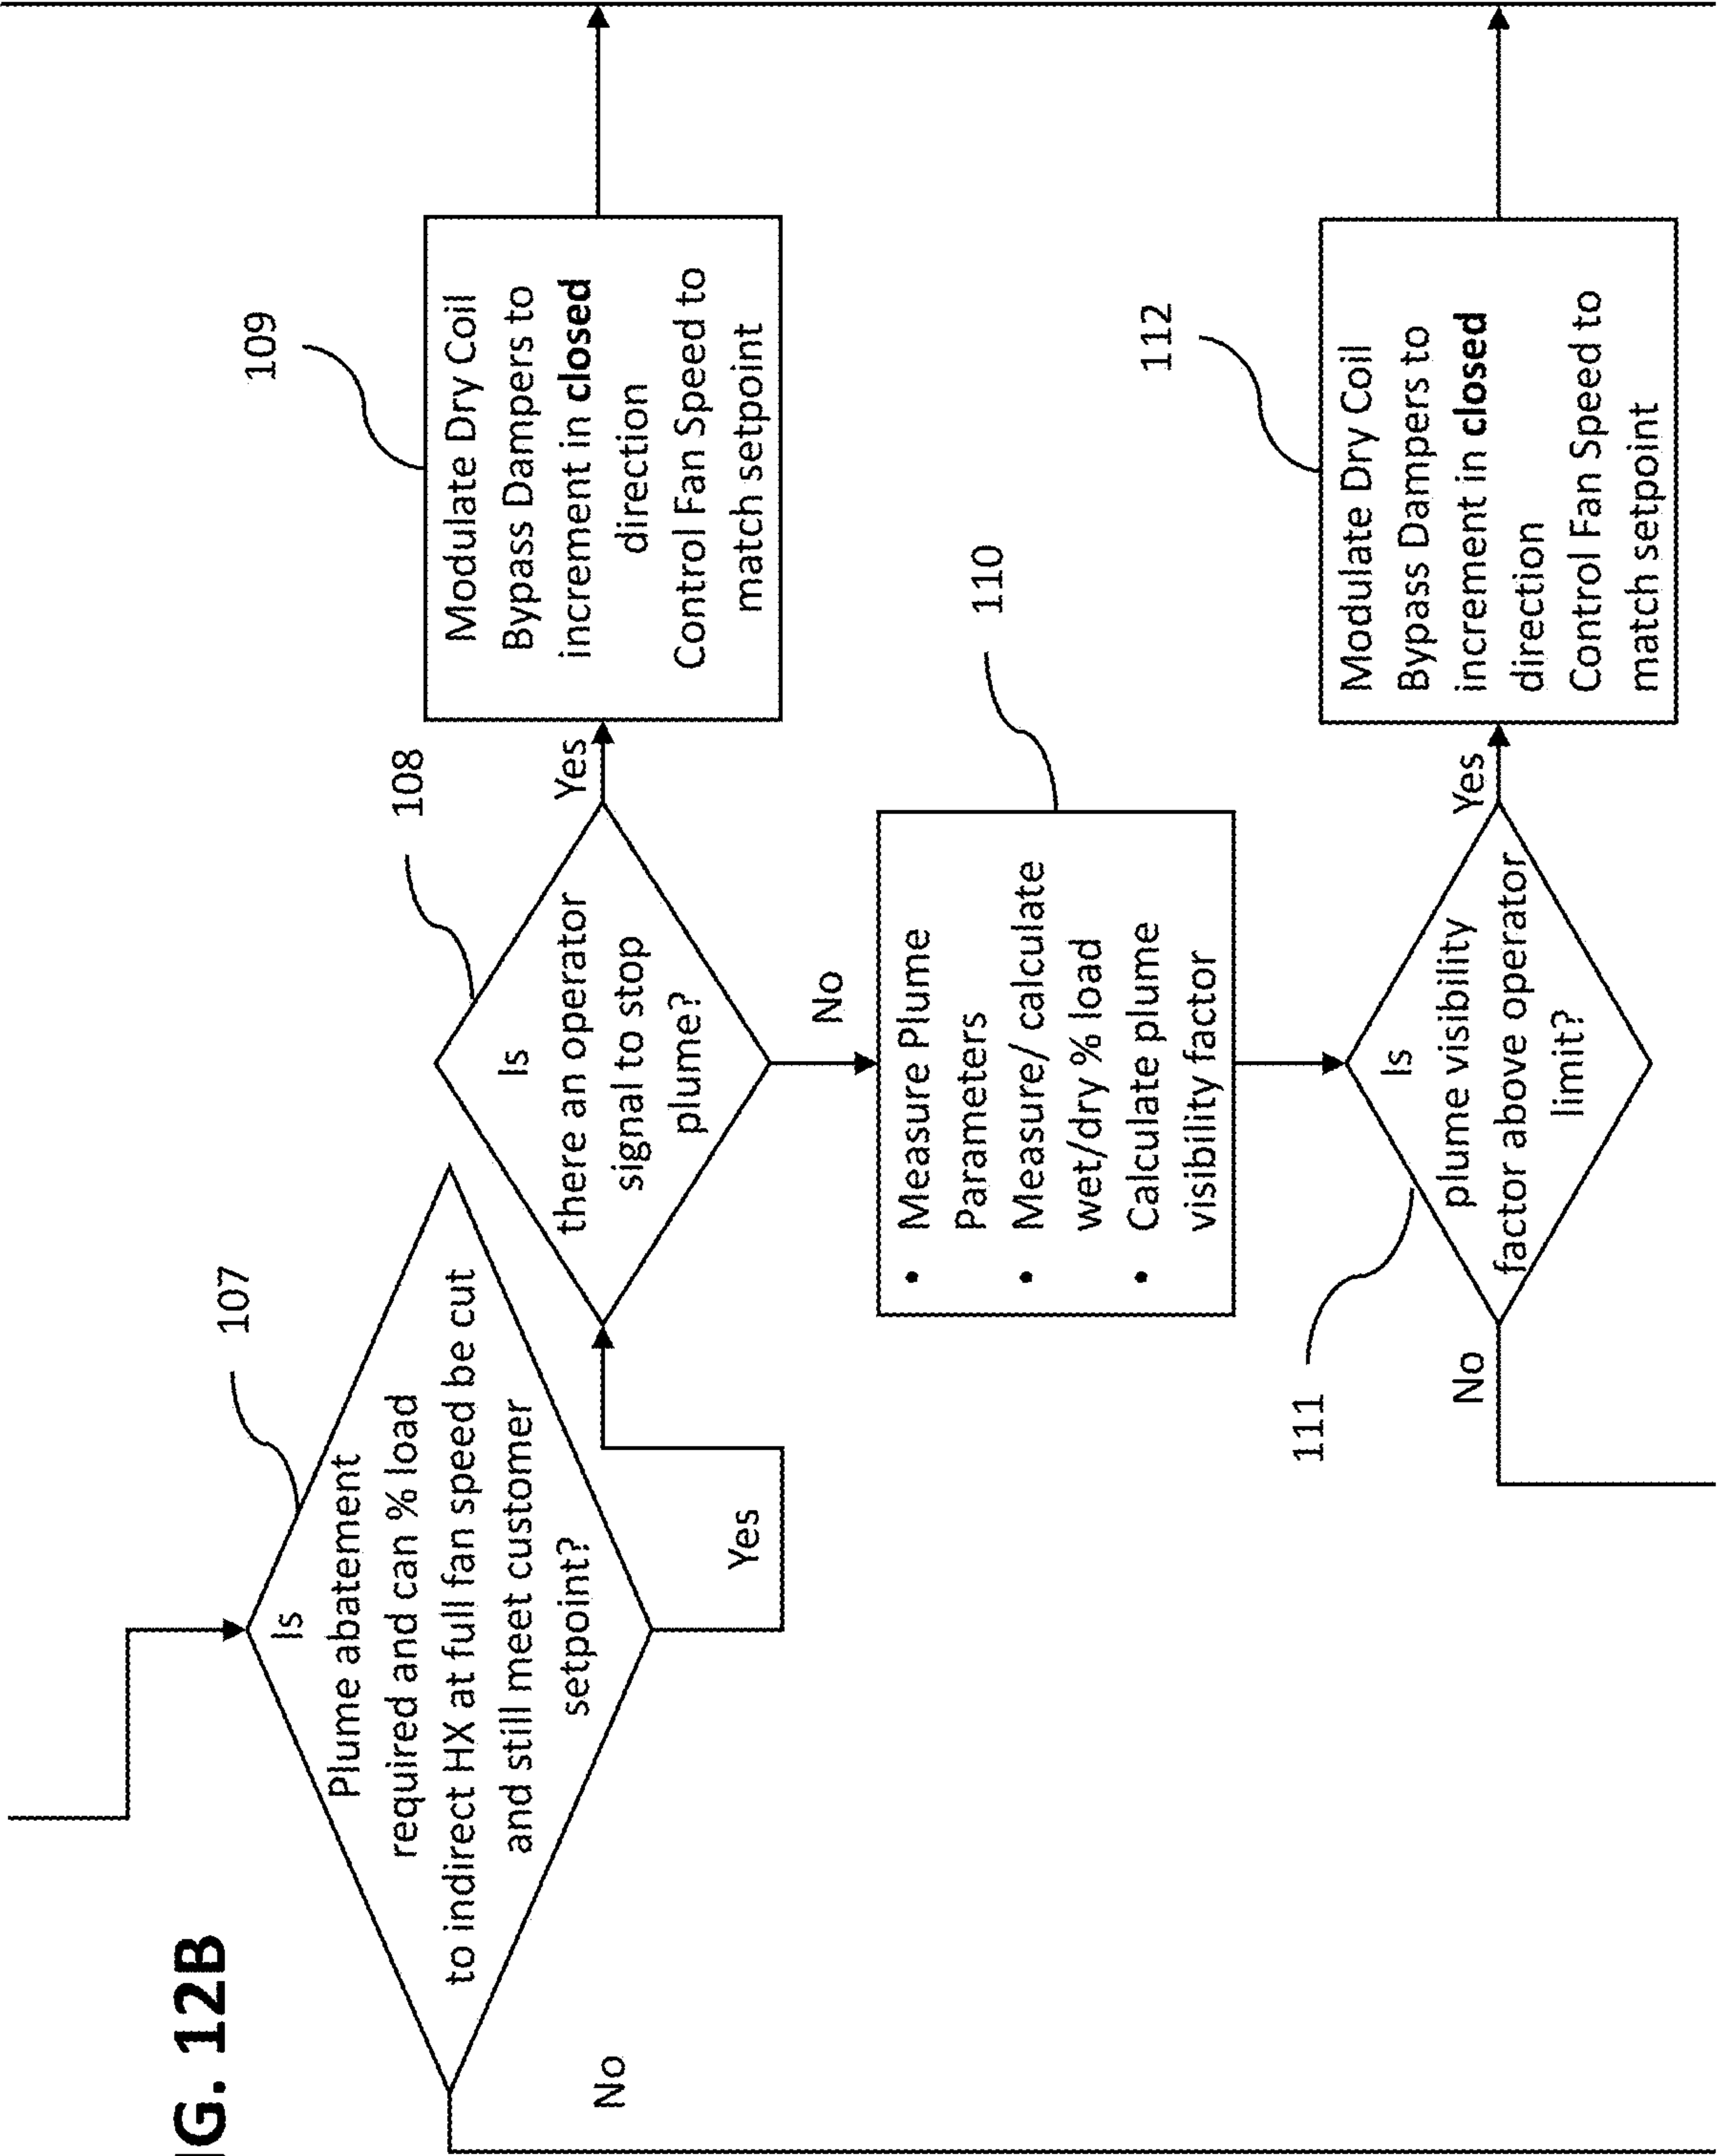 G. 12B
107
Is
Plume abatement
required and can % load
to indirect HX at full fan speed be cut
and still meet customer
setpoint?
Yes
No
108
Is
there an operator
signal to stop
plume?
Yes
No
109
Modulate Dry Coil
Bypass Dampers to
increment in closed
direction
Control Fan Speed to
match setpoint
110
• Measure Plume
Parameters
• Measure/ calculate
wet/dry % load
• Calculate plume
visibility factor
111
Is
plume visibility
factor above operator
limit?
Yes
No
112
Modulate Dry Coil
Bypass Dampers to
increment in closed
direction
Control Fan Speed to
match setpoint